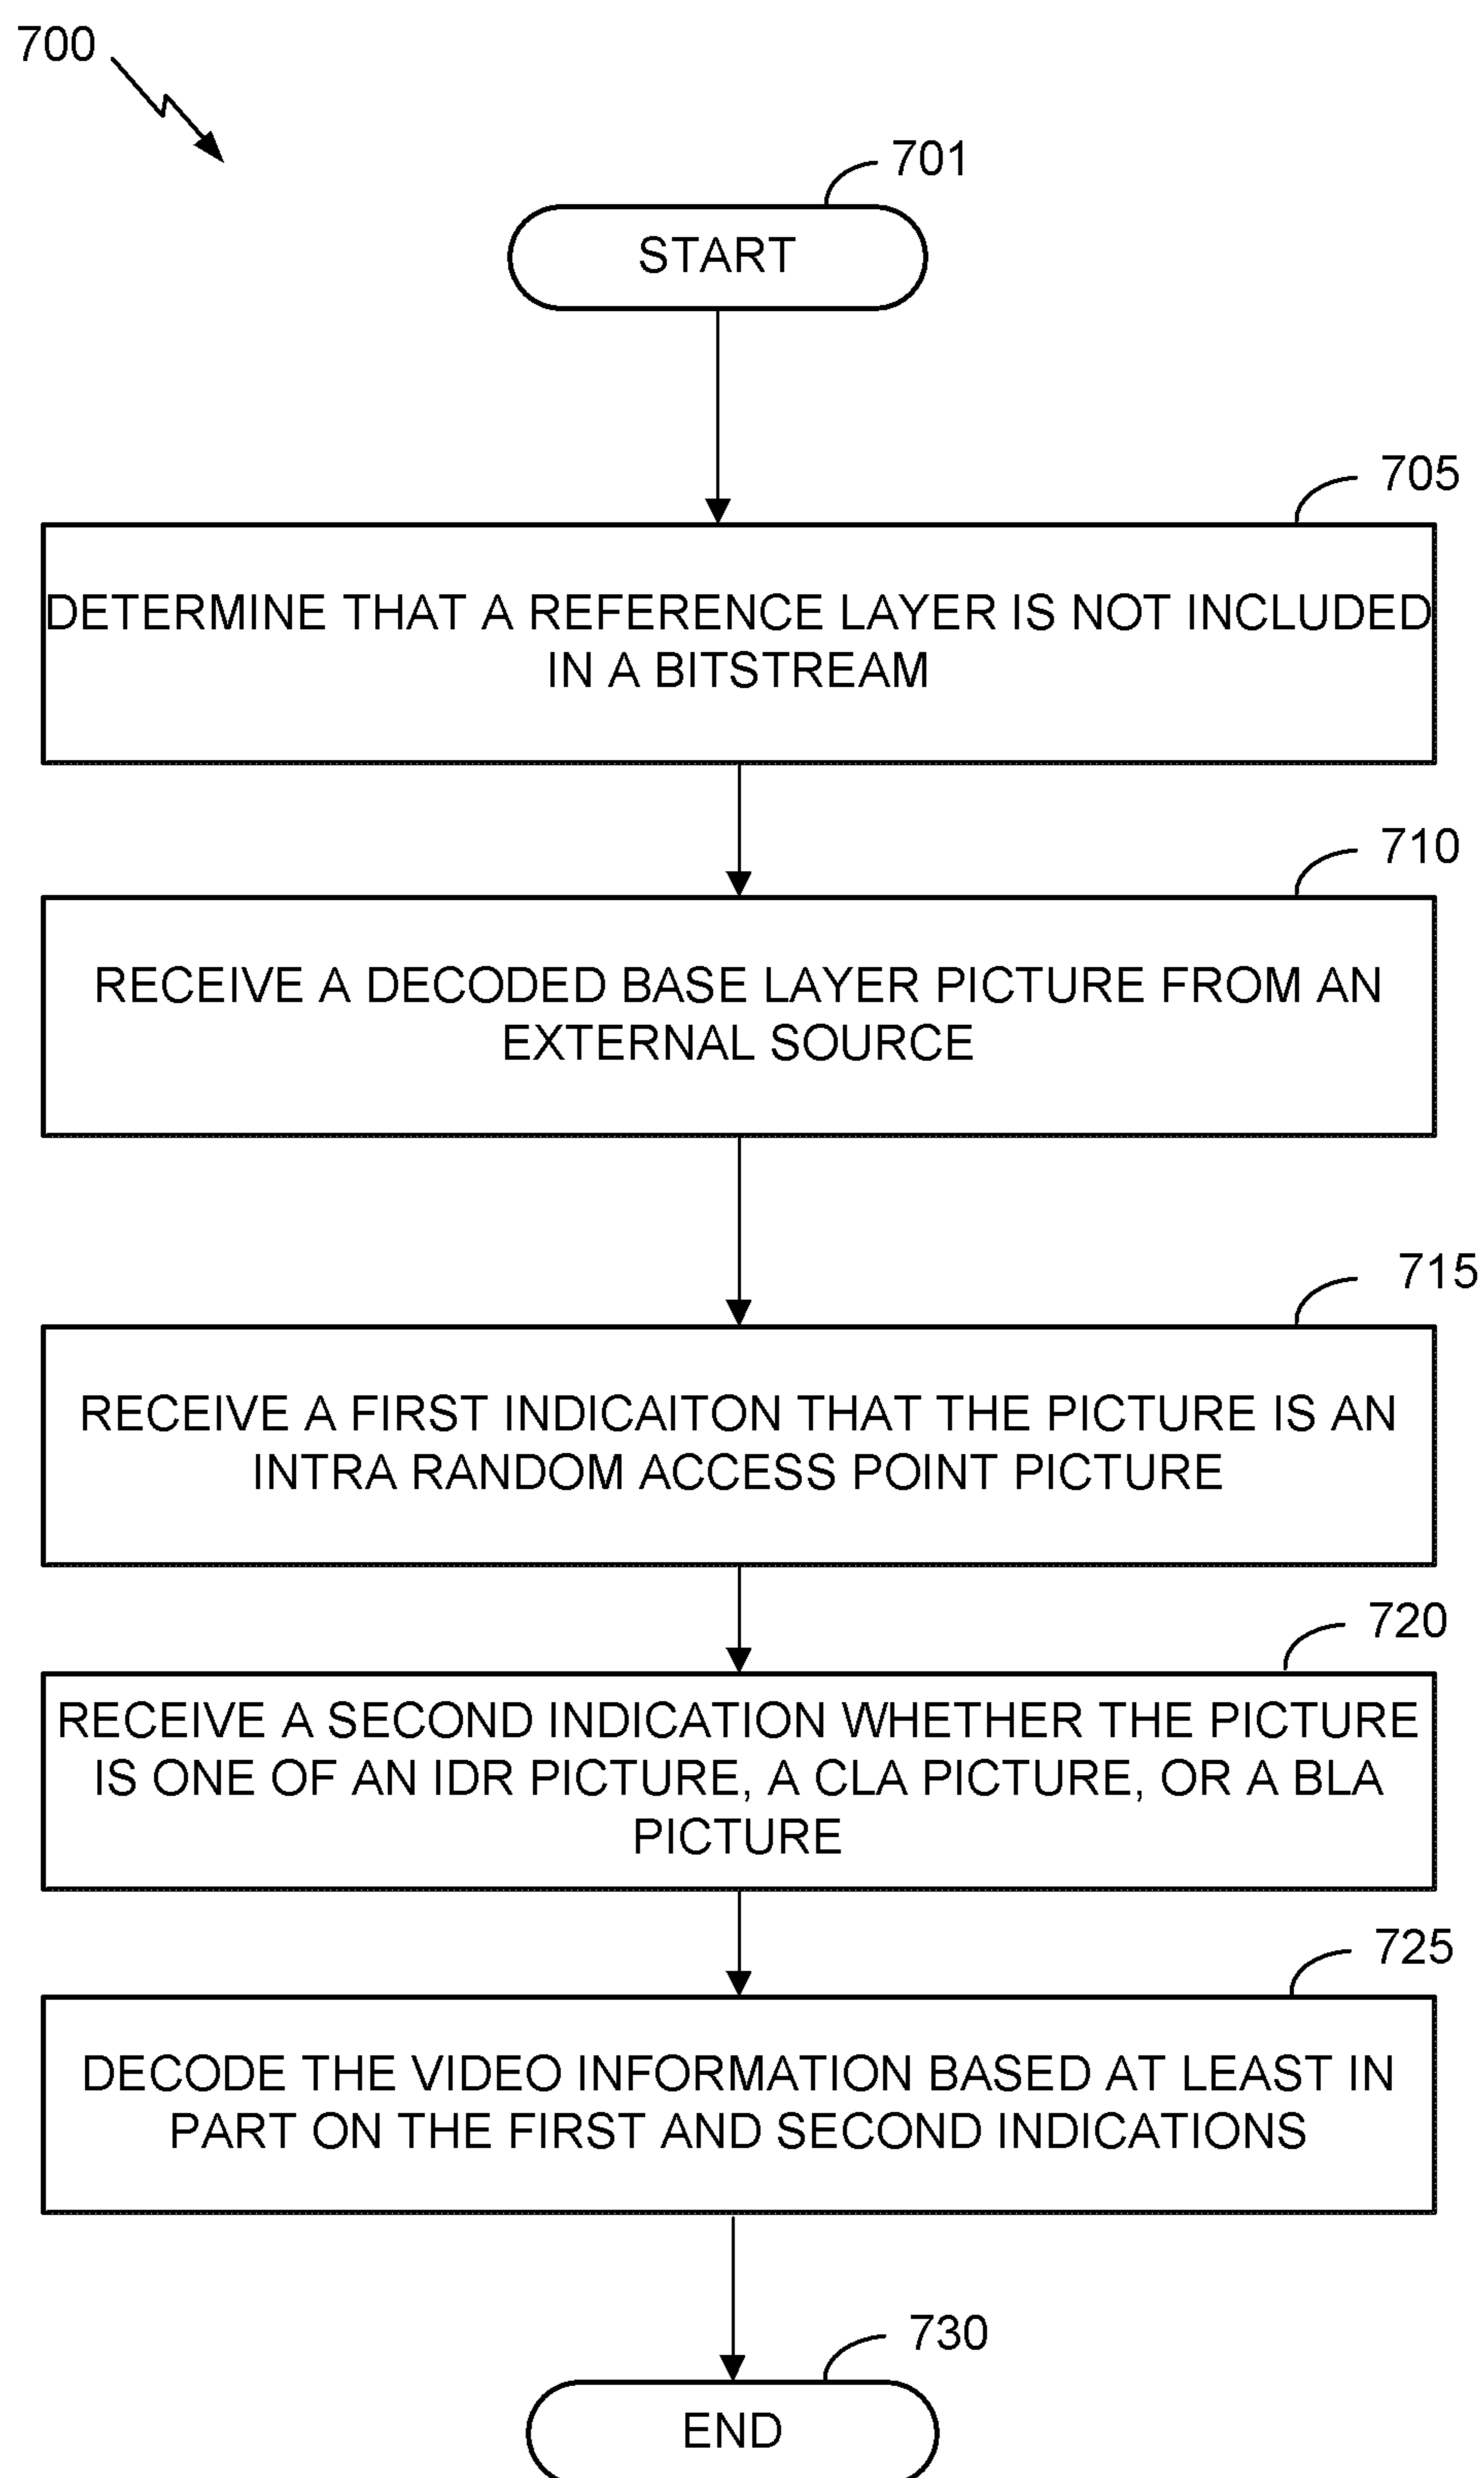 700
701
START
705
DETERMINE THAT A REFERENCE LAYER IS NOT INCLUDED
IN A BITSTREAM
710
RECEIVE A DECODED BASE LAYER PICTURE FROM AN
EXTERNAL SOURCE
715
RECEIVE A FIRST INDICAITON THAT THE PICTURE IS AN
INTRA RANDOM ACCESS POINT PICTURE
720
RECEIVE A SECOND INDICATION WHETHER THE PICTURE
IS ONE OF AN IDR PICTURE, A CLA PICTURE, OR A BLA
PICTURE
725
DECODE THE VIDEO INFORMATION BASED AT LEAST IN
PART ON THE FIRST AND SECOND INDICATIONS
730
END